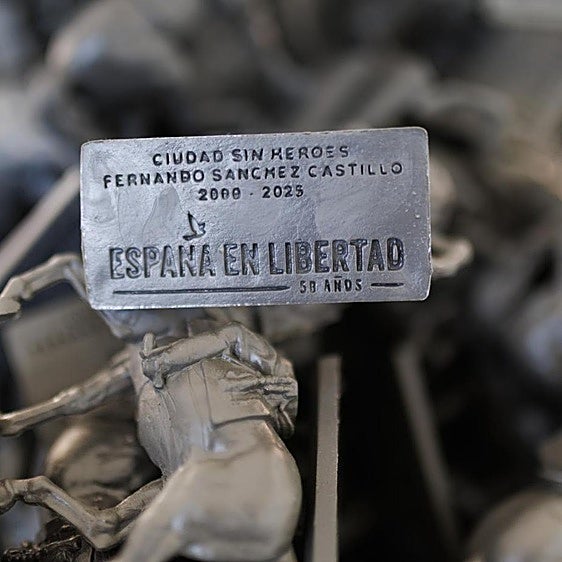 CIUDAD SIN HEROES
FERNANDO SANCHEZ CASTILLO
2000 - 2025
ESPAÑA EN LIBERTAD
50 AÑOS